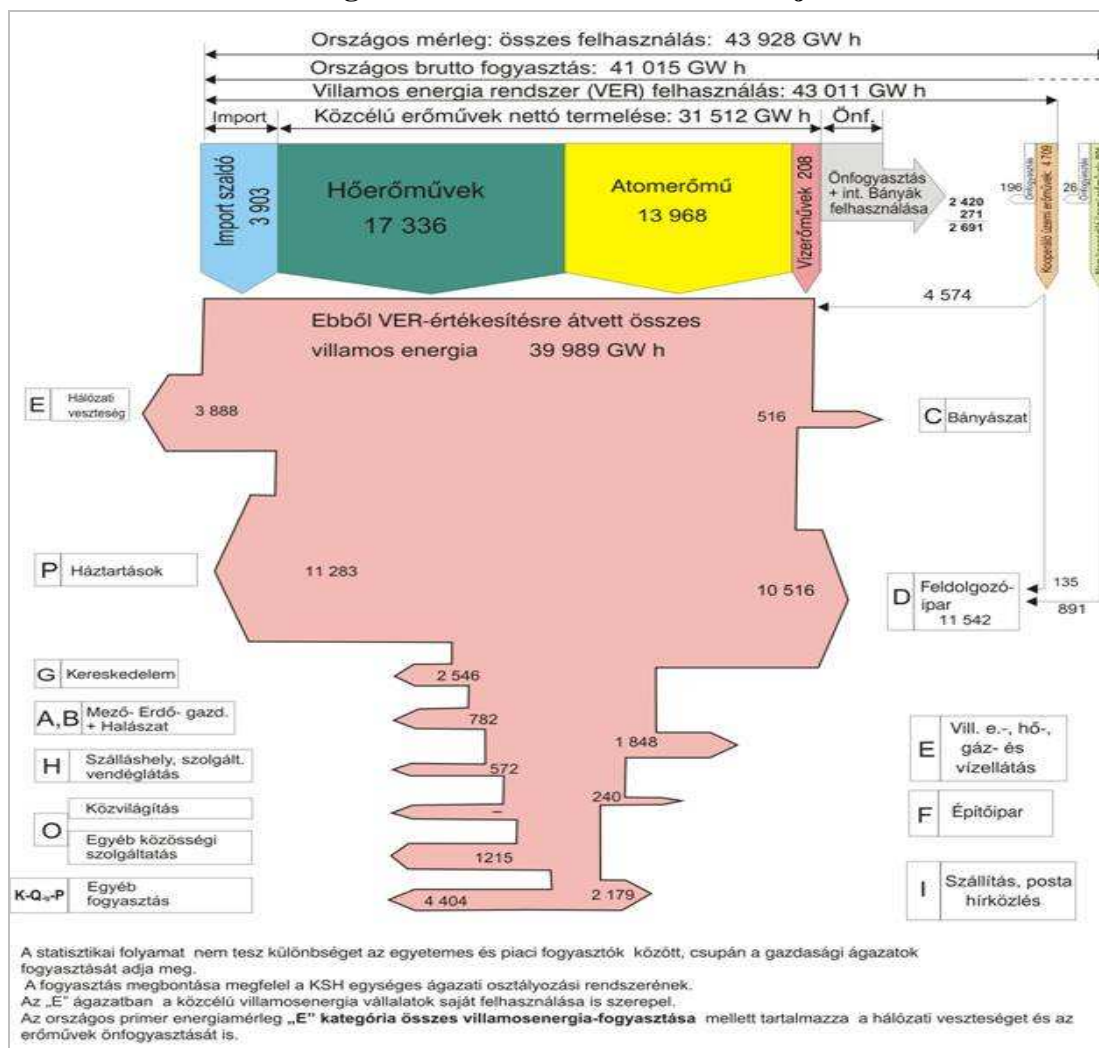 Országos mérleg: összes felhasználás: 43 928 GW h
Országos brutto fogyasztás: 41 015 GW h
Villamos energia rendszer (VER) felhasználás: 43 011 GW h
Import
Közcélú erőművek nettó termelése: 31 512 GW h
Önf.
Import szaldó
3 903
Hőerőművek
17 336
Atomerőmű
13 968
Vizerőművek 208
Önfogyasztás
+ int. Bányák
felhasználása
2 420
271
2 691
196
Önfogyasztás
Kooperáló üzemi erőművek 4 709
26
Önfogyasztás
4 574
Ebből VER-értékesítésre átvett összes
villamos energia 39 989 GW h
E
Hálózati
veszteség
3 888
516
C Bányászat
P Háztartások
11 283
10 516
D
Feldolgozó-
ipar
11 542
135
891
G Kereskedelem
2 546
A,B
Mező- Erdő- gazd.
+ Halászat
782
H
Szálláshely, szolgált.
vendéglátás
572
O
Közvilágítás
–
Egyéb közösségi
szolgáltatás
1215
K-Q-P
Egyéb
fogyasztás
4 404
1 848
E
Vill. e.-, hő-,
gáz- és
vízellátás
240
F Építőipar
2 179
I
Szállítás, posta
hírközlés
A statisztikai folyamat nem tesz különbséget az egyetemes és piaci fogyasztók között, csupán a gazdasági ágazatok
fogyasztását adja meg.
A fogyasztás megbontása megfelel a KSH egységes ágazati osztályozási rendszerének.
Az „E” ágazatban a közcélú villamosenergia vállalatok saját felhasználása is szerepel.
Az országos primer energiamérleg „E” kategória összes villamosenergia-fogyasztása mellett tartalmazza a hálózati veszteséget és az
erőművek önfogyasztását is.